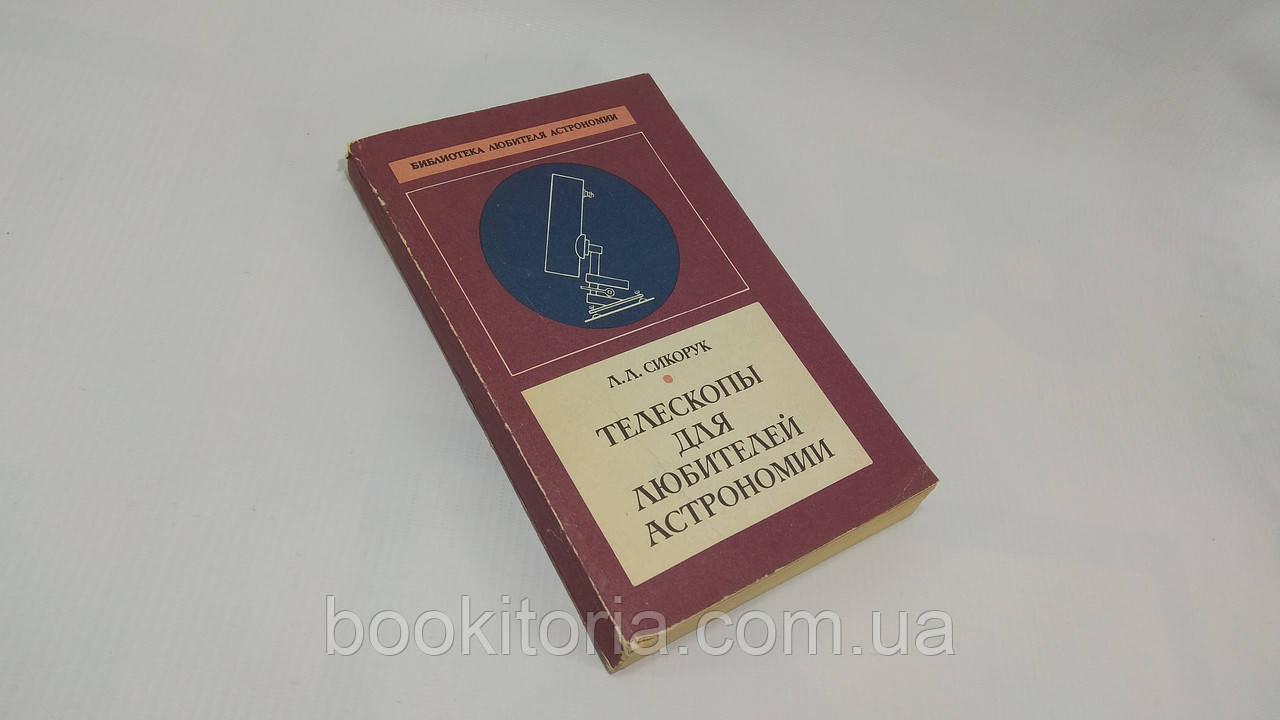 БИБЛИОТЕКА ЛЮБИТЕЛЯ АСТРОНОМИИ
Л.Л. СИКОРУК
ТЕЛЕСКОПЫ
ДЛЯ
ЛЮБИТЕЛЕЙ
АСТРОНОМИИ
bookitoria.com.ua